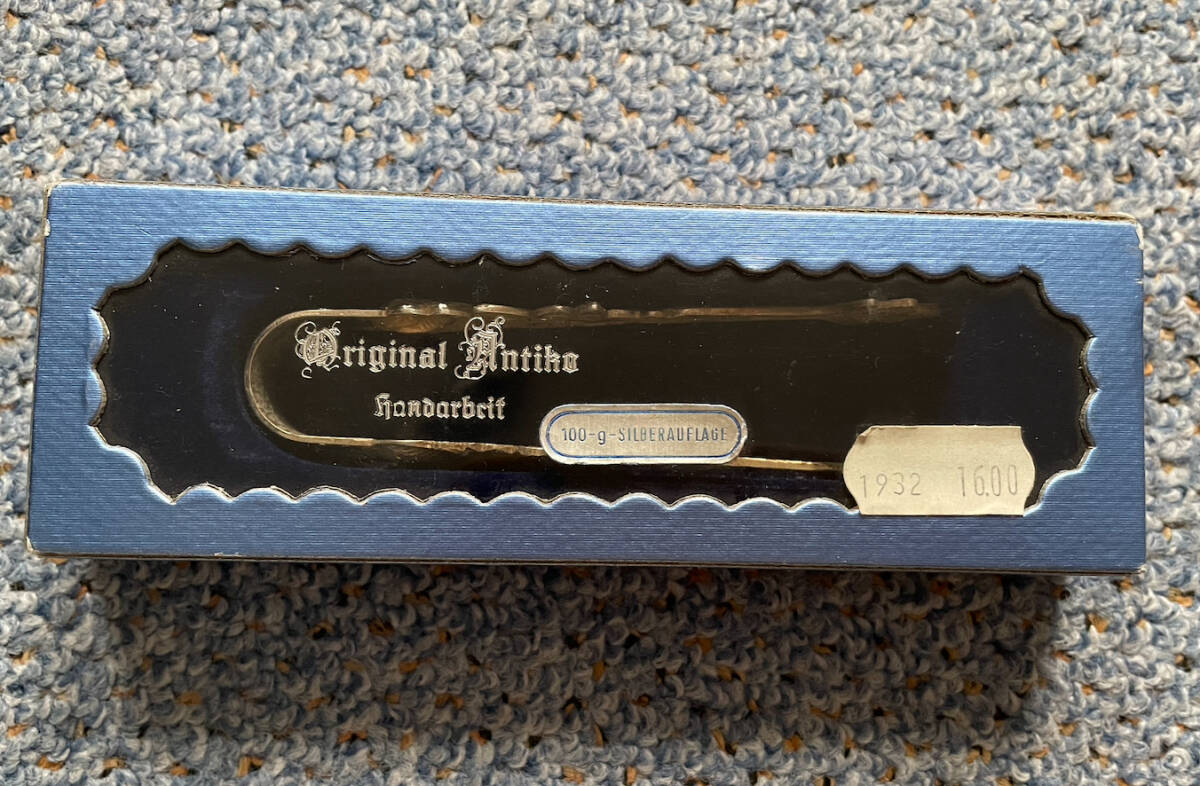 Original Antiko
Handarbeit
100-g-SILBERAUFLAGE
1932 16.00